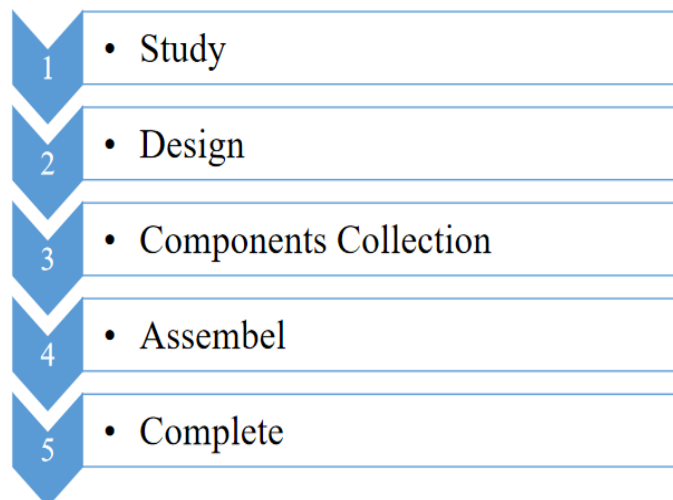 1
• Study
2
• Design
3
• Components Collection
4
• Assembel
5
• Complete